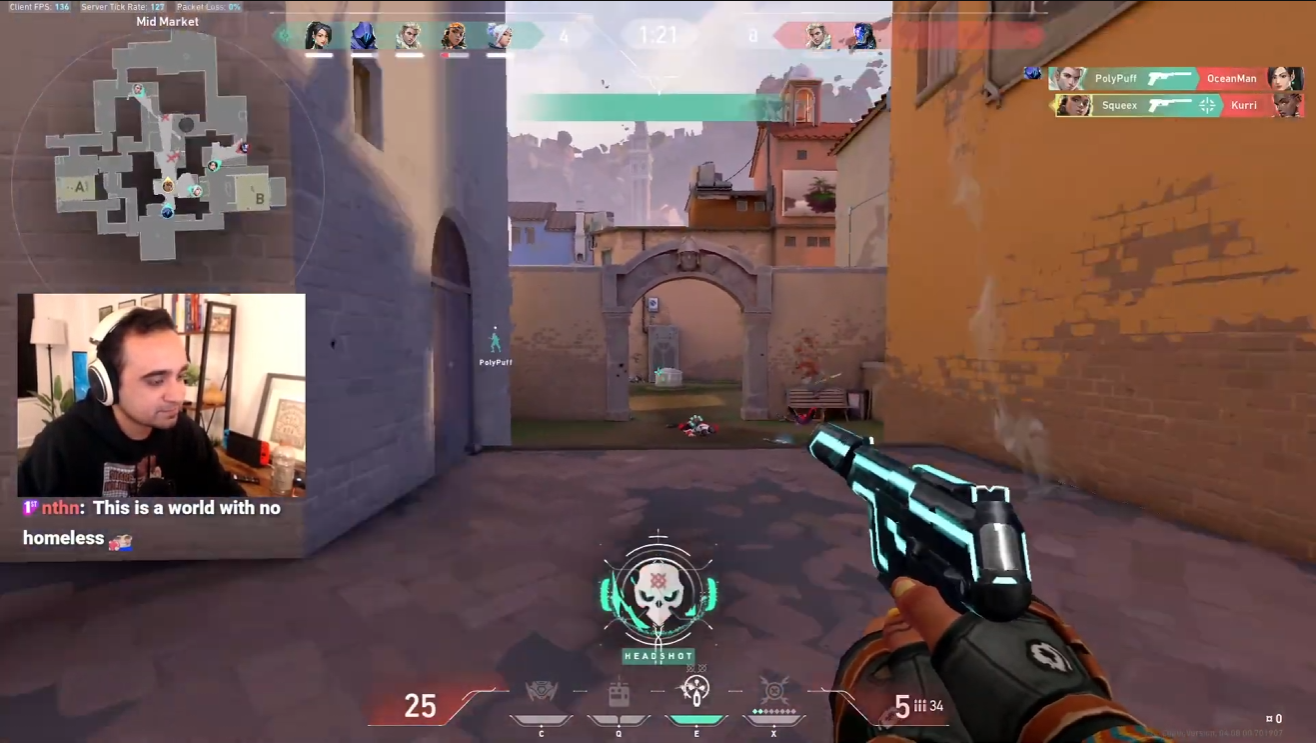 Client FPS: 136 Server Tick Rate: 127 Packet Loss: 0%
Mid Market
4 1:21 8
A
B
PolyPuff OceanMan
Squeex Kurri
PolyPuff
1ST nthn: This is a world with no
homeless
HEADSHOT
25
5 34
C Q E X
¤ 0